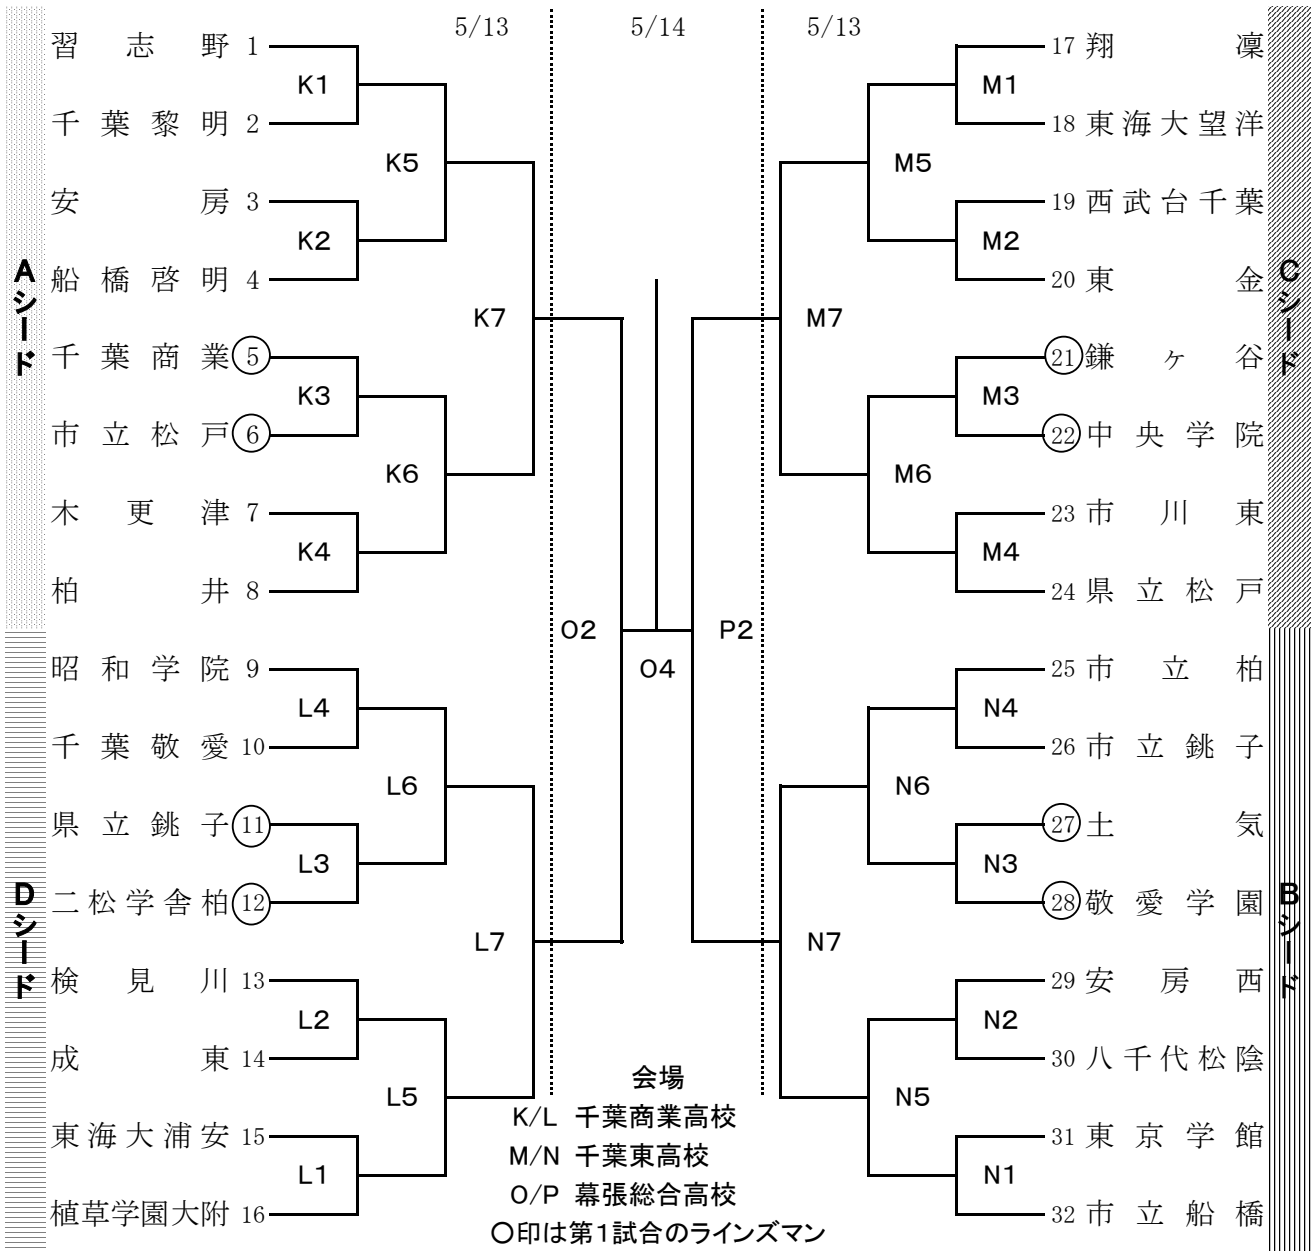 5/13
5/14
5/13
Aシード
Dシード
習志野 1
千葉黎明 2
安房 3
船橋啓明 4
千葉商業 ⑤
市立松戸 ⑥
木更津 7
柏井 8
昭和学院 9
千葉敬愛 10
県立銚子 ⑪
二松学舎柏 ⑫
検見川 13
成東 14
東海大浦安 15
植草学園大附 16
K1
K2
K3
K4
L4
L3
L2
L1
K5
K6
L6
L5
K7
L7
O2
O4
P2
M7
N7
M5
M6
N6
N5
M1
M2
M3
M4
N4
N3
N2
N1
17 翔凜
18 東海大望洋
19 西武台千葉
20 東金
㉑ 鎌ヶ谷
㉒ 中央学院
23 市川東
24 県立松戸
25 市立柏
26 市立銚子
㉗ 土気
㉘ 敬愛学園
29 安房西
30 八千代松陰
31 東京学館
32 市立船橋
Cシード
Bシード
会場
K/L 千葉商業高校
M/N 千葉東高校
O/P 幕張総合高校
○印は第1試合のラインズマン